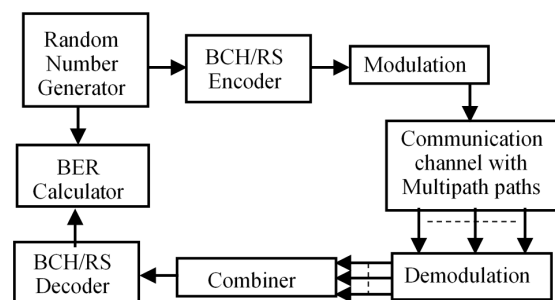 Random
Number
Generator
BCH/RS
Encoder
Modulation
Communication
channel with
Multipath paths
BER
Calculator
BCH/RS
Decoder
Combiner
Demodulation